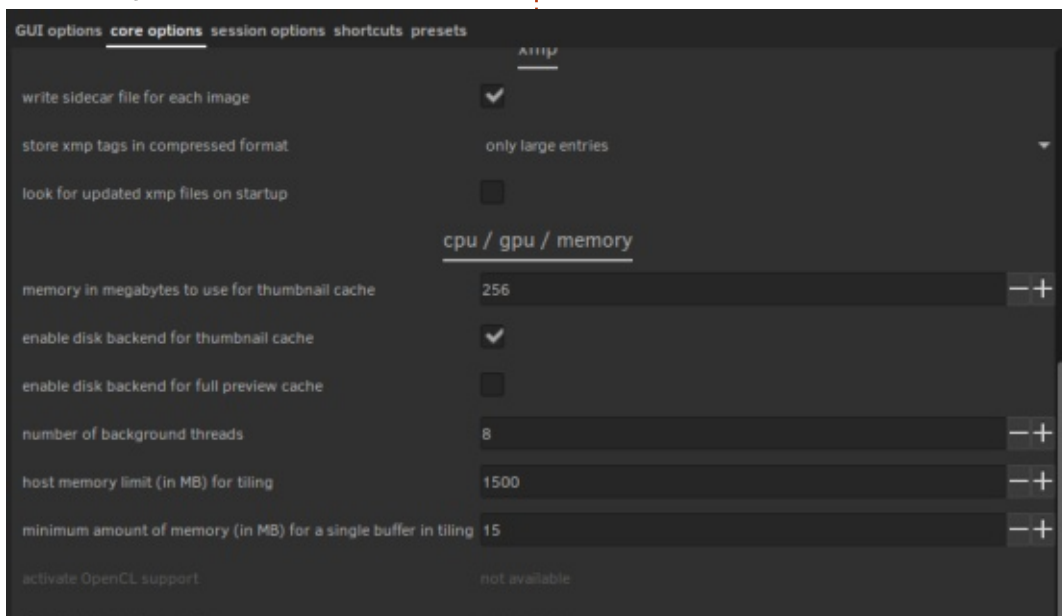 GUI options core options session options shortcuts presets
xmp
write sidecar file for each image
store xmp tags in compressed format only large entries
look for updated xmp files on startup
cpu / gpu / memory
memory in megabytes to use for thumbnail cache 256
enable disk backend for thumbnail cache
enable disk backend for full preview cache
number of background threads 8
host memory limit (in MB) for tiling 1500
minimum amount of memory (in MB) for a single buffer in tiling 15
activate OpenCL support not available